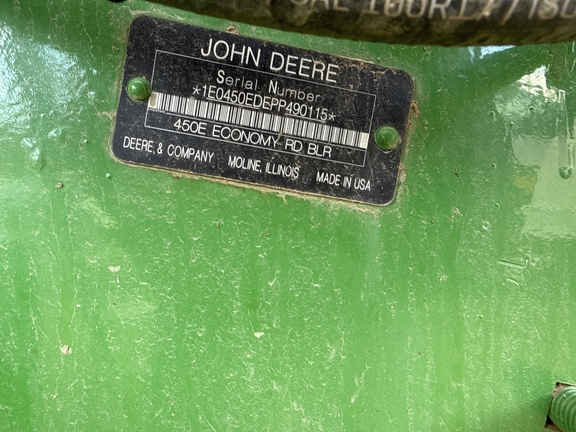 JOHN DEERE
Serial Number
*1E0450EDEPP490115*
450E ECONOMY RD BLR
DEERE & COMPANY MOLINE, ILLINOIS MADE IN USA